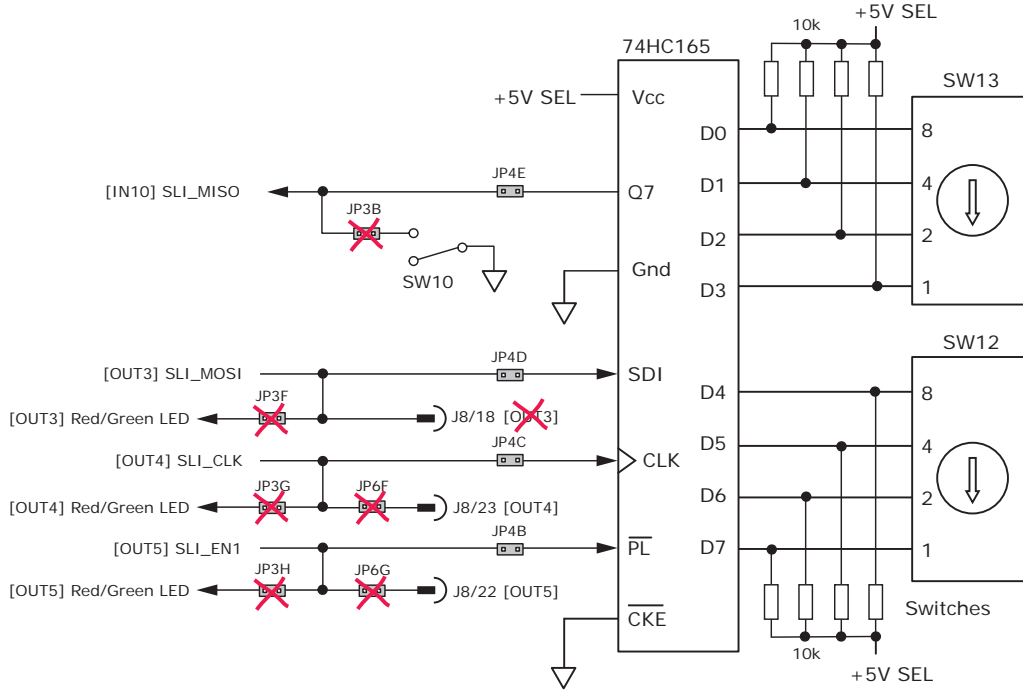 +5V SEL
10k
74HC165
SW13
+5V SEL
Vcc
D0
8
JP4E
[IN10] SLI_MISO
Q7
D1
4
JP3B
D2
2
SW10
Gnd
D3
1
SW12
JP4D
[OUT3] SLI_MOSI
SDI
D4
8
JP3F
[OUT3] Red/Green LED
J8/18 [OUT3]
JP4C
D5
4
[OUT4] SLI_CLK
CLK
JP3G
JP6F
D6
2
[OUT4] Red/Green LED
J8/23 [OUT4]
JP4B
[OUT5] SLI_EN1
PL
D7
1
JP3H
JP6G
[OUT5] Red/Green LED
J8/22 [OUT5]
CKE
Switches
10k
+5V SEL